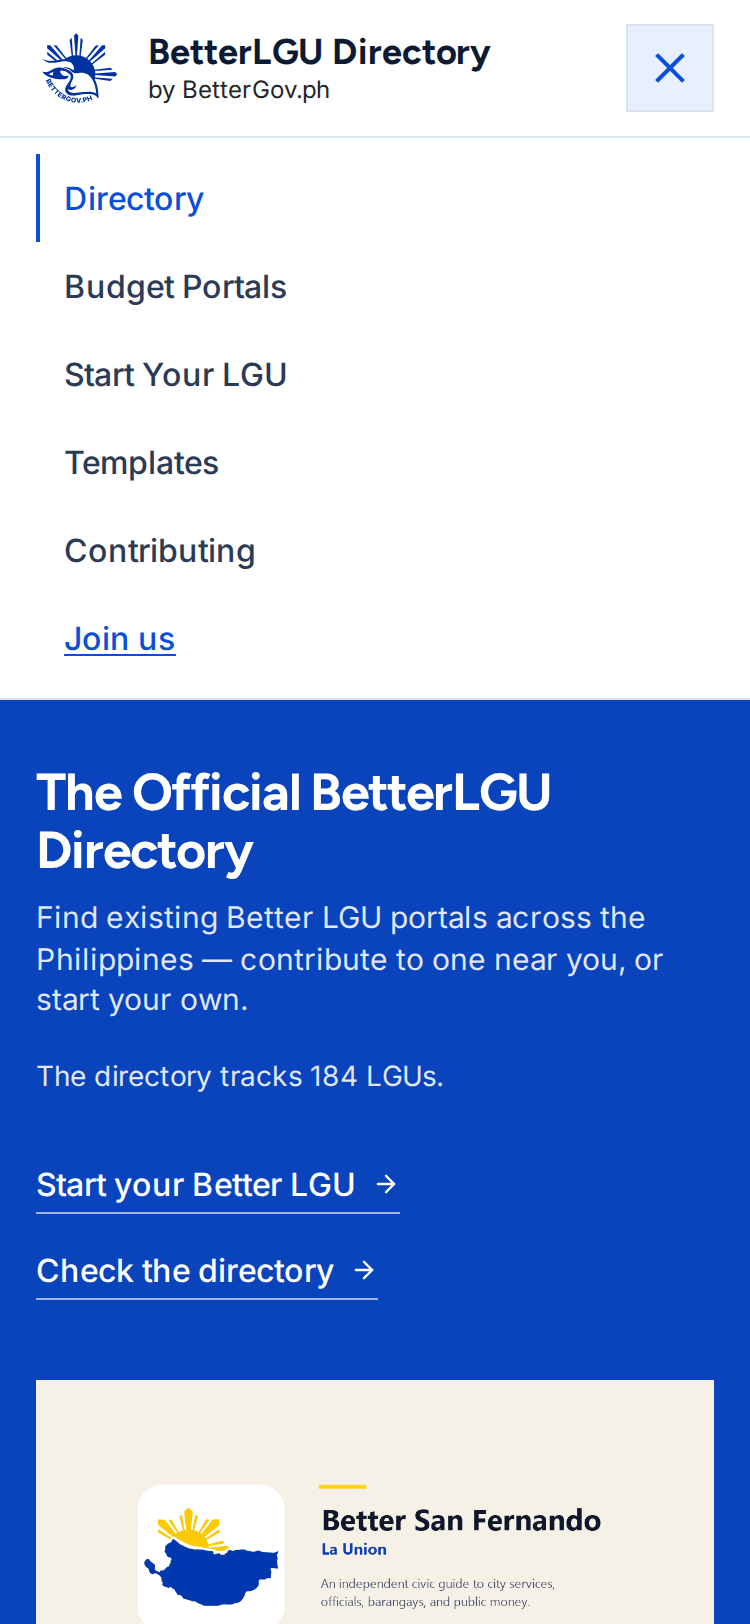 BETTERGOV.PH
BetterLGU Directory
by BetterGov.ph
Directory
Budget Portals
Start Your LGU
Templates
Contributing
Join us
The Official BetterLGU
Directory
Find existing Better LGU portals across the
Philippines — contribute to one near you, or
start your own.
The directory tracks 184 LGUs.
Start your Better LGU →
Check the directory →
Better San Fernando
La Union
An independent civic guide to city services,
officials, barangays, and public money.